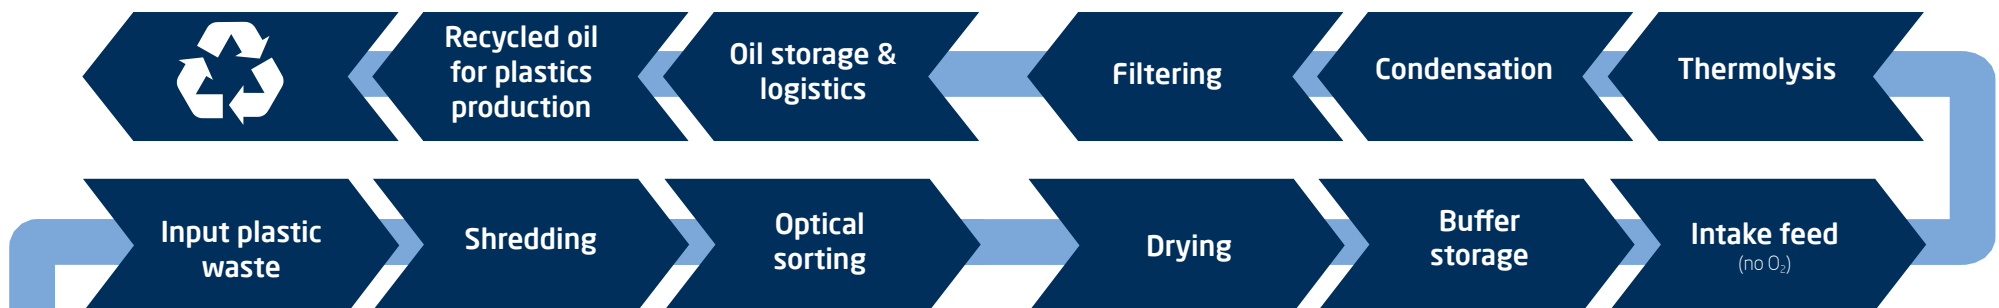 Recycled oil
for plastics
production
Oil storage &
logistics
Filtering
Condensation
Thermolysis
Input plastic
waste
Shredding
Optical
sorting
Drying
Buffer
storage
Intake feed
(no O₂)